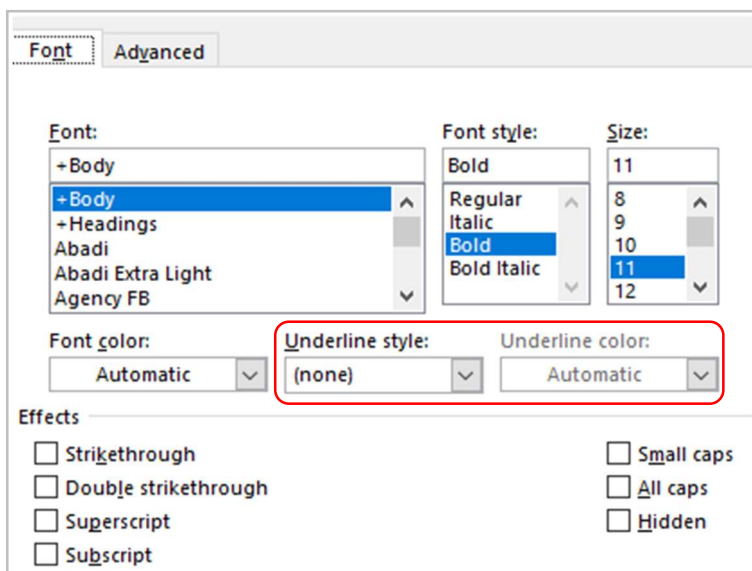 Font Advanced
Font: Font style: Size:
+Body Bold 11
+Body Regular 8
+Headings Italic 9
Abadi Bold 10
Abadi Extra Light Bold Italic 11
Agency FB 12
Font color: Underline style: Underline color:
Automatic (none) Automatic
Effects
Strikethrough Small caps
Double strikethrough All caps
Superscript Hidden
Subscript